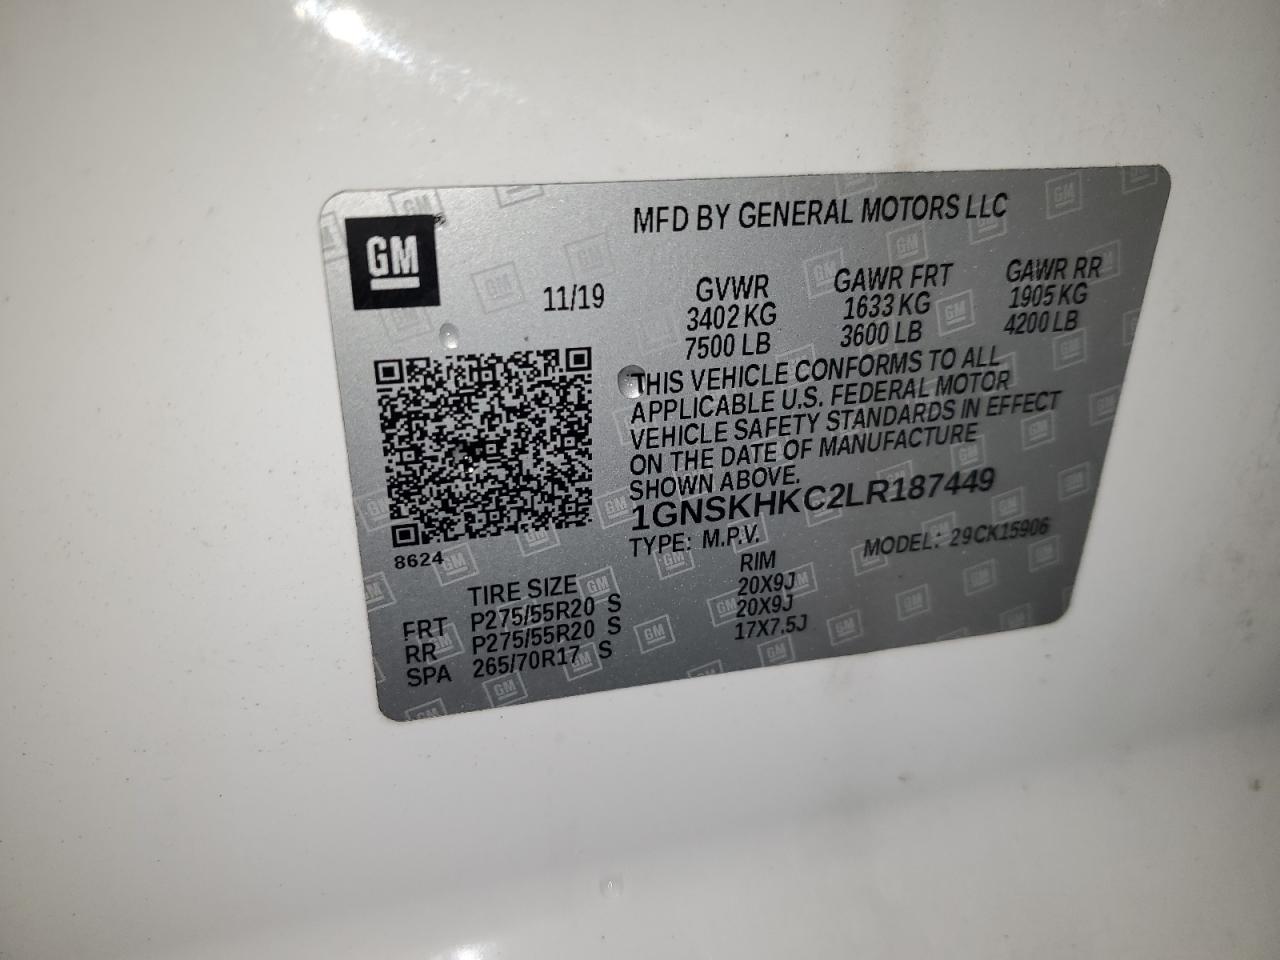 GM
MFD BY GENERAL MOTORS LLC
11/19
GVWR GAWR FRT GAWR RR
3402 KG 1633 KG 1905 KG
7500 LB 3600 LB 4200 LB
THIS VEHICLE CONFORMS TO ALL
APPLICABLE U.S. FEDERAL MOTOR
VEHICLE SAFETY STANDARDS IN EFFECT
ON THE DATE OF MANUFACTURE
SHOWN ABOVE.
1GNSKHKC2LR187449
TYPE: M.P.V. MODEL: 29CK15906
8624
TIRE SIZE RIM
FRT P275/55R20 S 20X9J
RR P275/55R20 S 20X9J
SPA 265/70R17 S 17X7.5J